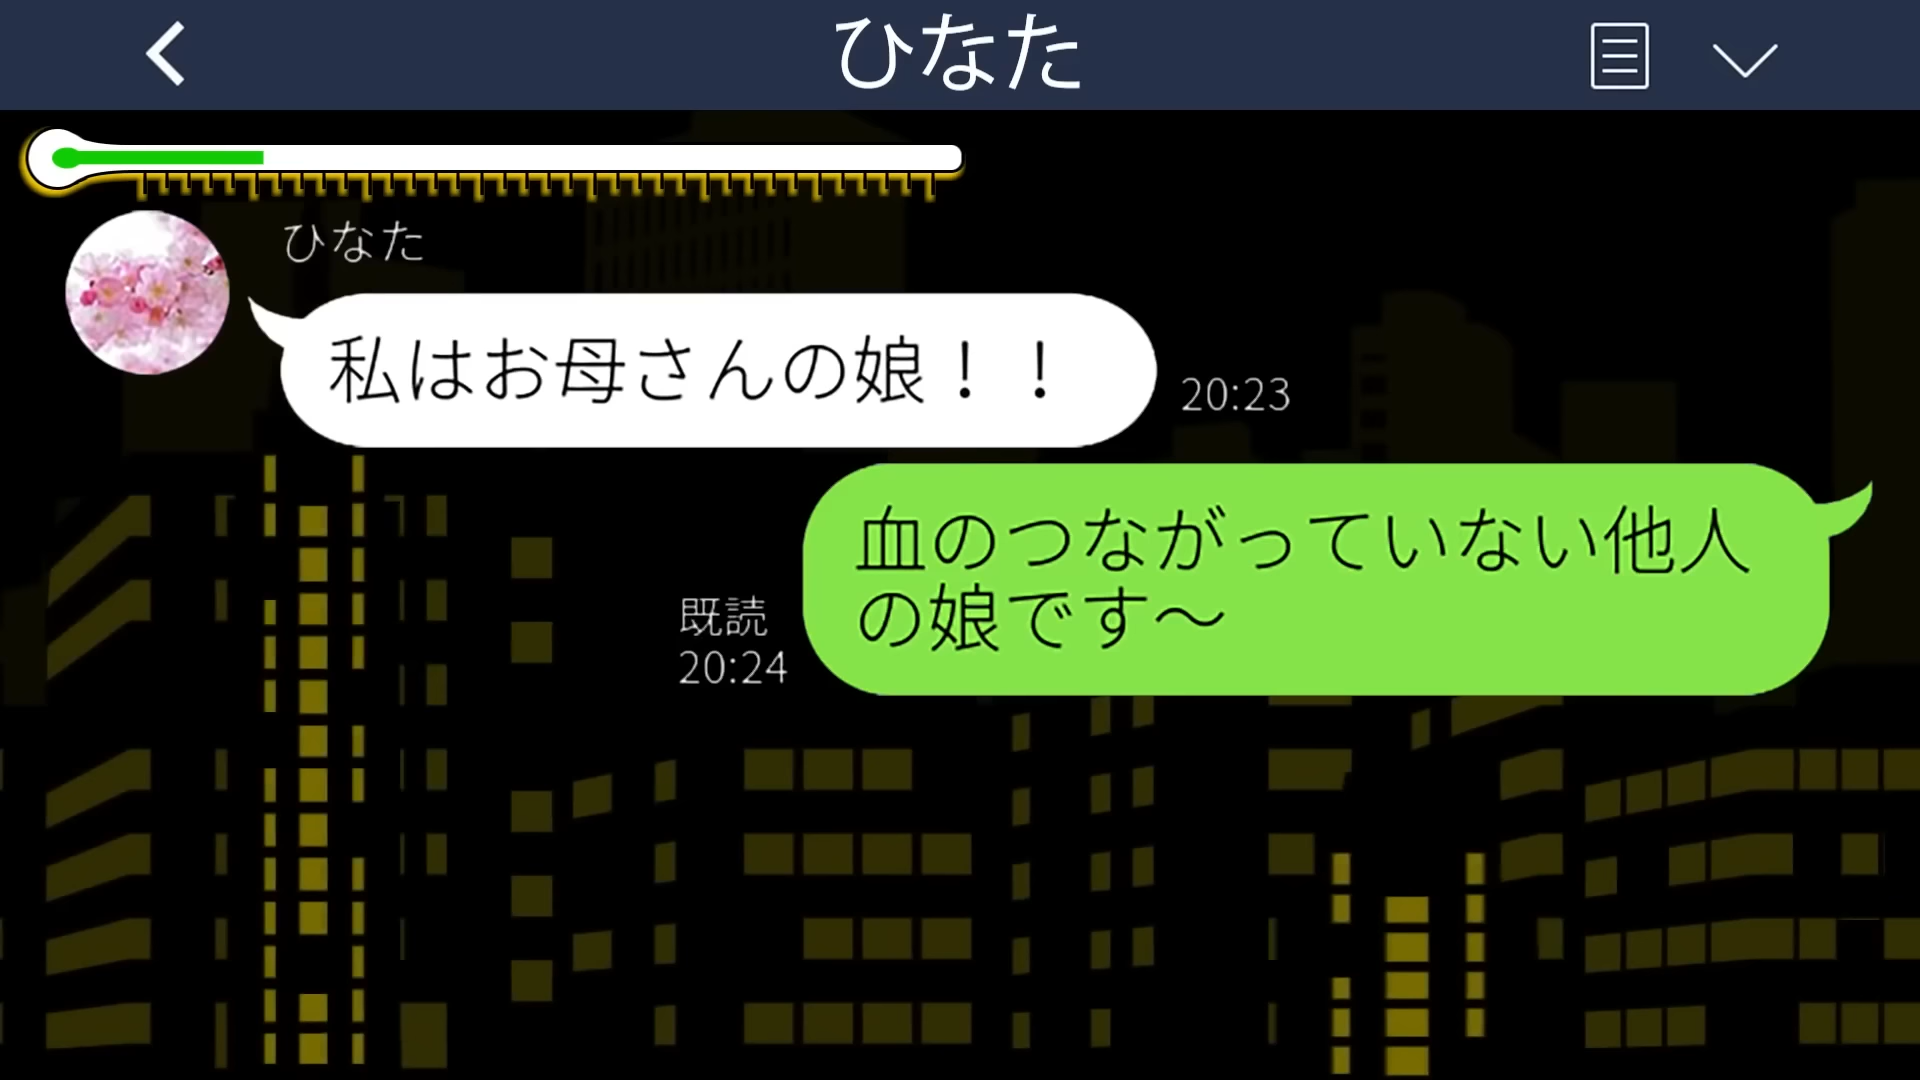 ひなた
ひなた
私はお母さんの娘！！
20:23
血のつながっていない他人
の娘です～
既読
20:24